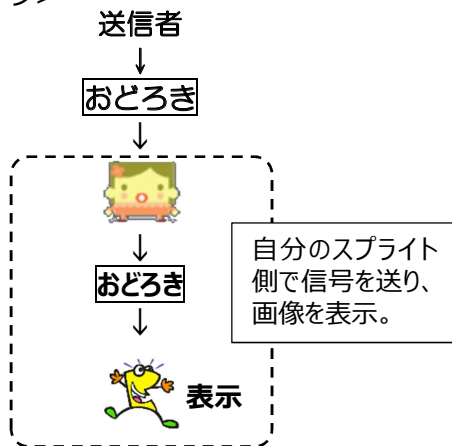 送信者
↓
おどろき
↓
↓
おどろき
↓
表示
自分のスプライト
側で信号を送り、
画像を表示。